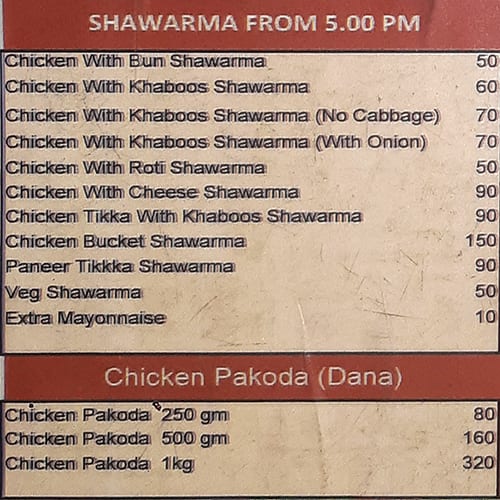 SHAWARMA FROM 5.00 PM
Chicken With Bun Shawarma 50
Chicken With Khaboos Shawarma 60
Chicken With Khaboos Shawarma (No Cabbage) 70
Chicken With Khaboos Shawarma (With Onion) 70
Chicken With Roti Shawarma 50
Chicken With Cheese Shawarma 90
Chicken Tikka With Khaboos Shawarma 90
Chicken Bucket Shawarma 150
Paneer Tikkka Shawarma 90
Veg Shawarma 50
Extra Mayonnaise 10
Chicken Pakoda (Dana)
Chicken Pakoda 250 gm 80
Chicken Pakoda 500 gm 160
Chicken Pakoda 1kg 320